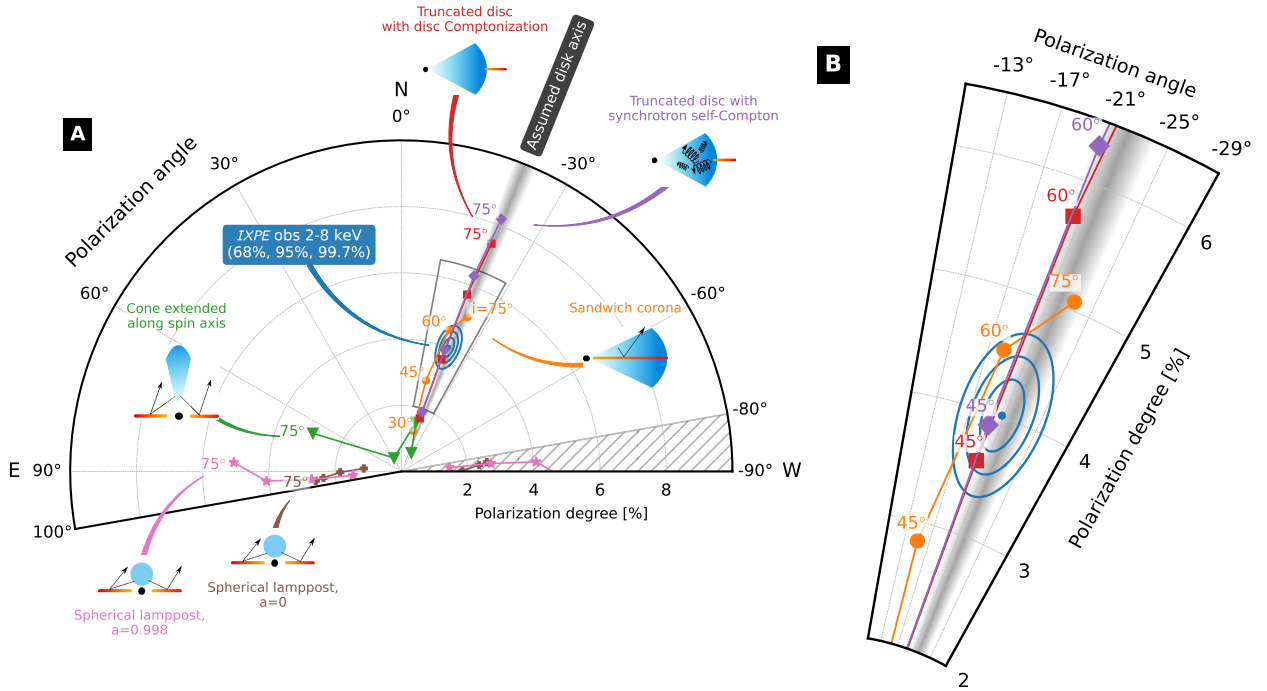 Truncated disc
with disc Comptonization
Assumed disk axis
B
Polarization angle
-13°
-17°
-21°
-25°
-29°
N
0°
Truncated disc with
synchrotron self-Compton
A
Polarization angle
30°
-30°
60°
75°
75°
IXPE obs 2-8 keV
(68%, 95%, 99.7%)
60°
-60°
Cone extended
along spin axis
i=75°
Sandwich corona
60°
45°
30°
75°
-80°
E
90°
75°
75°
-90°
W
100°
2
4
6
8
Polarization degree [%]
Spherical lamppost,
a=0
Spherical lamppost,
a=0.998
60°
60°
75°
60°
45°
45°
45°
6
5
4
3
2
Polarization degree [%]